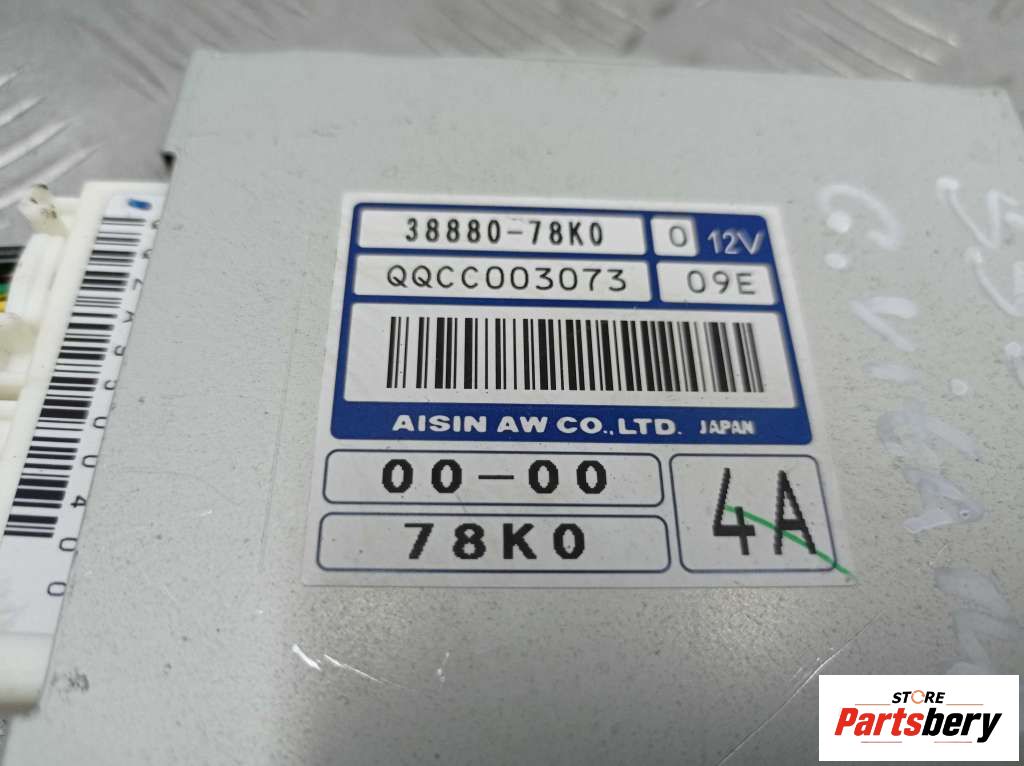 38880-78K0 0 12V
QQCC003073 09E
AISIN AW CO.,LTD. JAPAN
00-00
78K0
4A
STORE
Partsbery